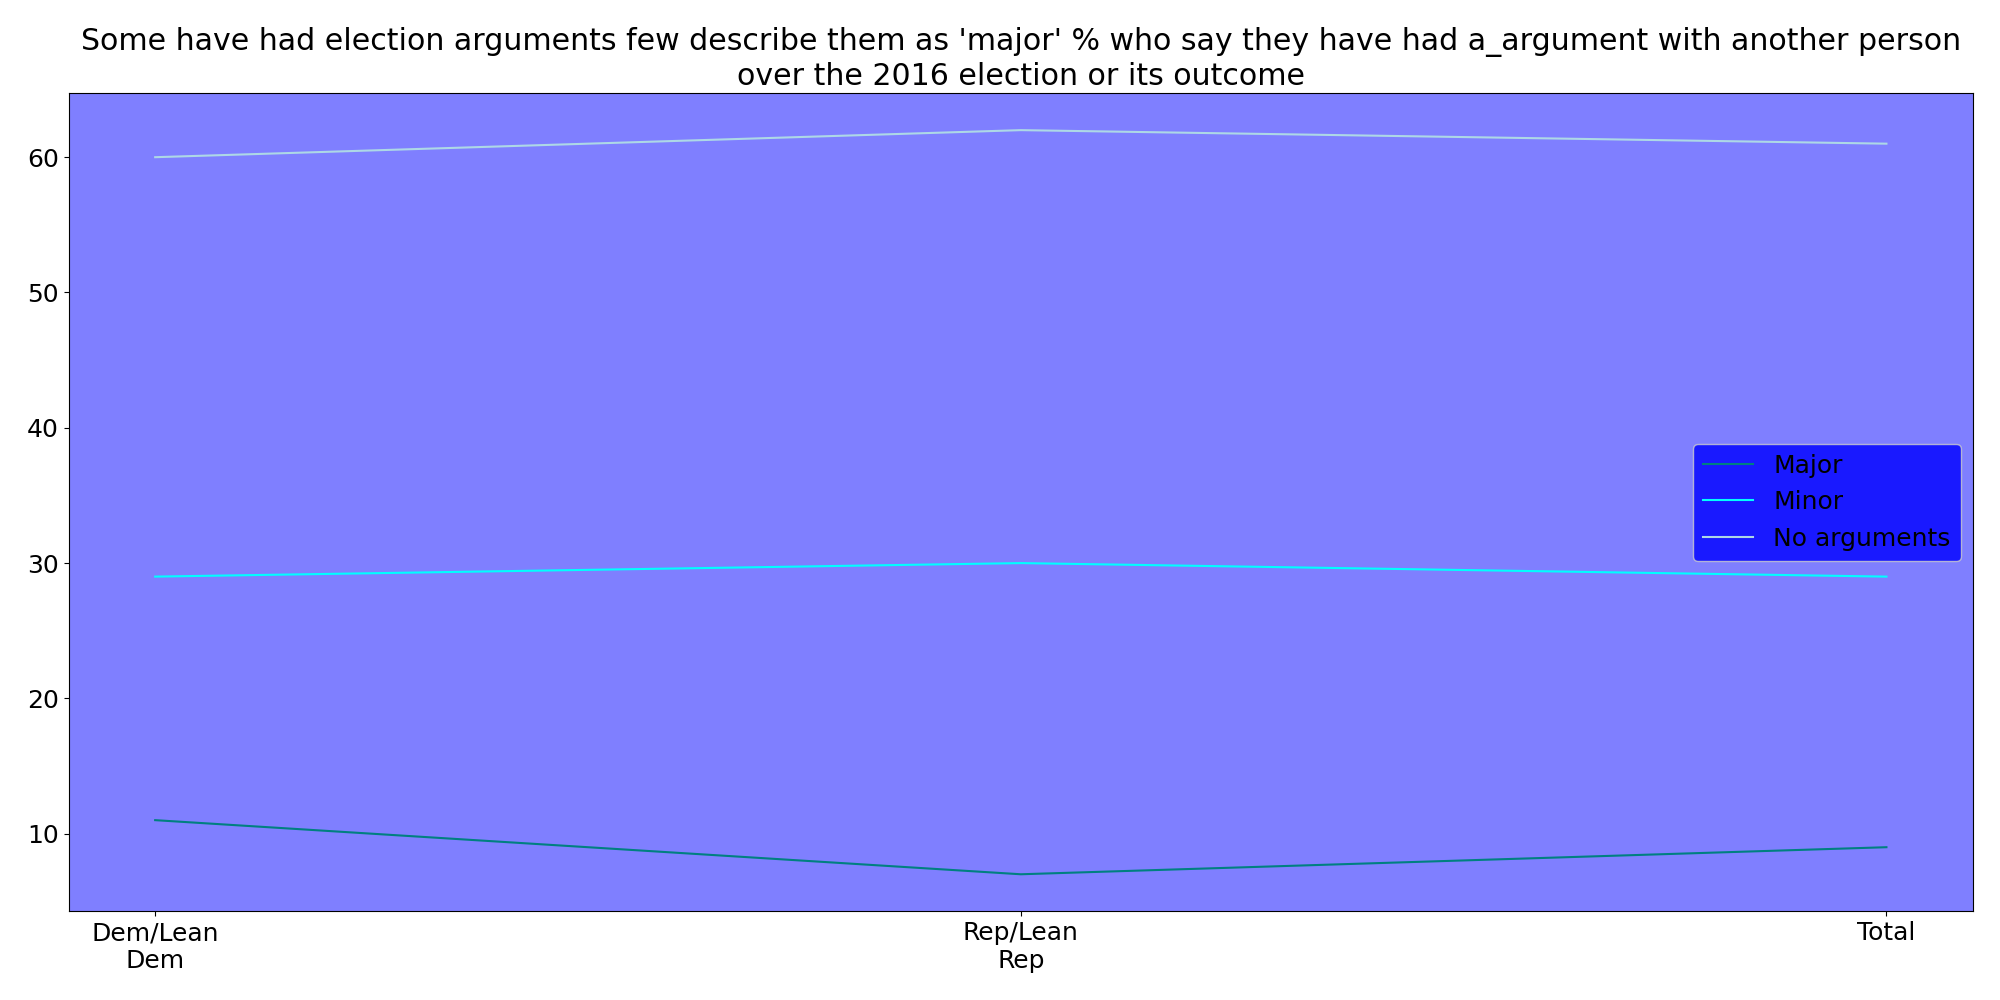 Some have had election arguments few describe them as 'major' % who say they have had a_argument with another person
over the 2016 election or its outcome
60
50
40
30
20
10
Major
Minor
No arguments
Dem/Lean
Dem
Rep/Lean
Rep
Total